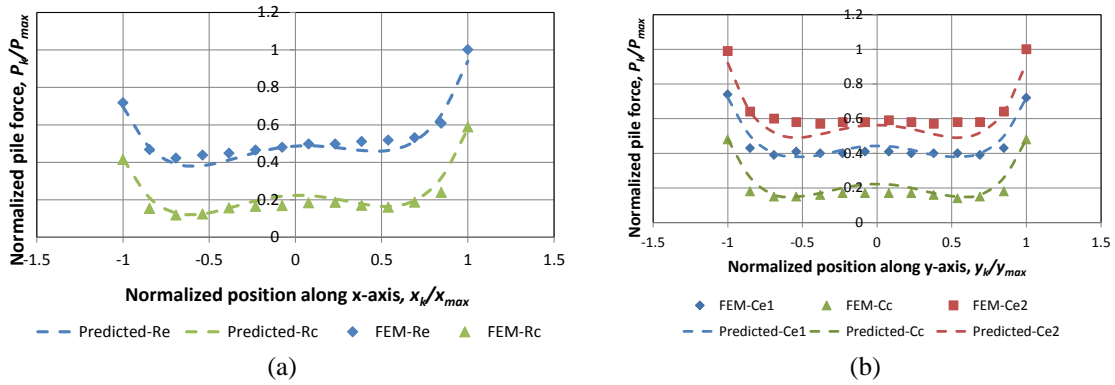 1.2
1
0.8
0.6
0.4
0.2
0
-1.5
-1
-0.5
0
0.5
1
1.5
Normalized pile force, Pk/Pmax
Normalized position along x-axis, xk/xmax
Predicted-Re
Predicted-Rc
FEM-Re
FEM-Rc
(a)
1.2
1
0.8
0.6
0.4
0.2
0
-1.5
-1
-0.5
0
0.5
1
1.5
Normalized pile force, Pk/Pmax
Normalized position along y-axis, yk/ymax
FEM-Ce1
FEM-Cc
FEM-Ce2
Predicted-Ce1
Predicted-Cc
Predicted-Ce2
(b)